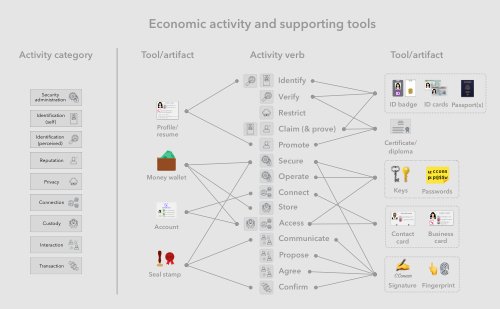 Economic activity and supporting tools
Activity category
Tool/artifact
Activity verb
Tool/artifact
Security
administration
Identification
(self)
Identification
(perceived)
Reputation
Privacy
Connection
Custody
Interaction
Transaction
Profile/
resume
Money wallet
Account
Seal stamp
Identify
Verify
Restrict
Claim (& prove)
Promote
Secure
Operate
Connect
Store
Access
Communicate
Propose
Agree
Confirm
ID badge
ID cards
Passport(s)
Certificate/
diploma
Keys
Passwords
Contact
card
Business
card
Signature
Fingerprint